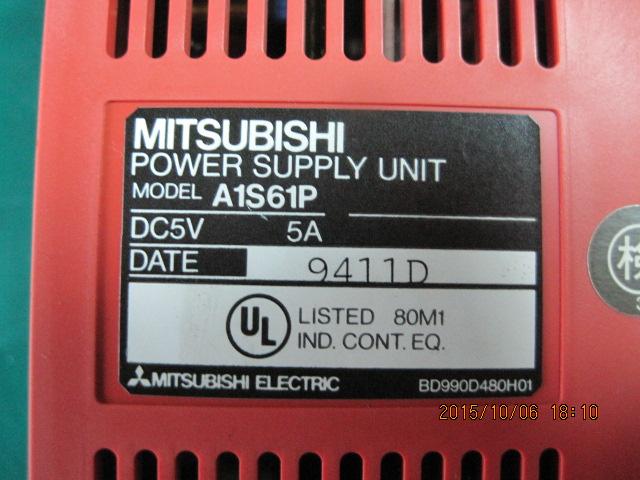 MITSUBISHI
POWER SUPPLY UNIT
MODEL A1S61P
DC5V 5A
DATE 9411D
UL LISTED 80M1
IND. CONT. EQ.
MITSUBISHI ELECTRIC BD990D480H01
2015/10/06 18:10